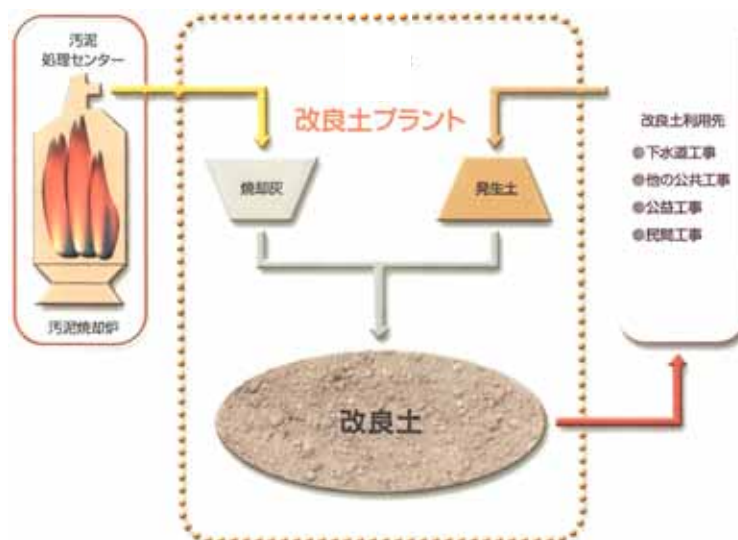 汚泥
処理センター
汚泥焼却炉
改良土プラント
焼却灰
発生土
改良土
改良土利用先
◎下水道工事
◎他の公共工事
◎公益工事
◎民間工事